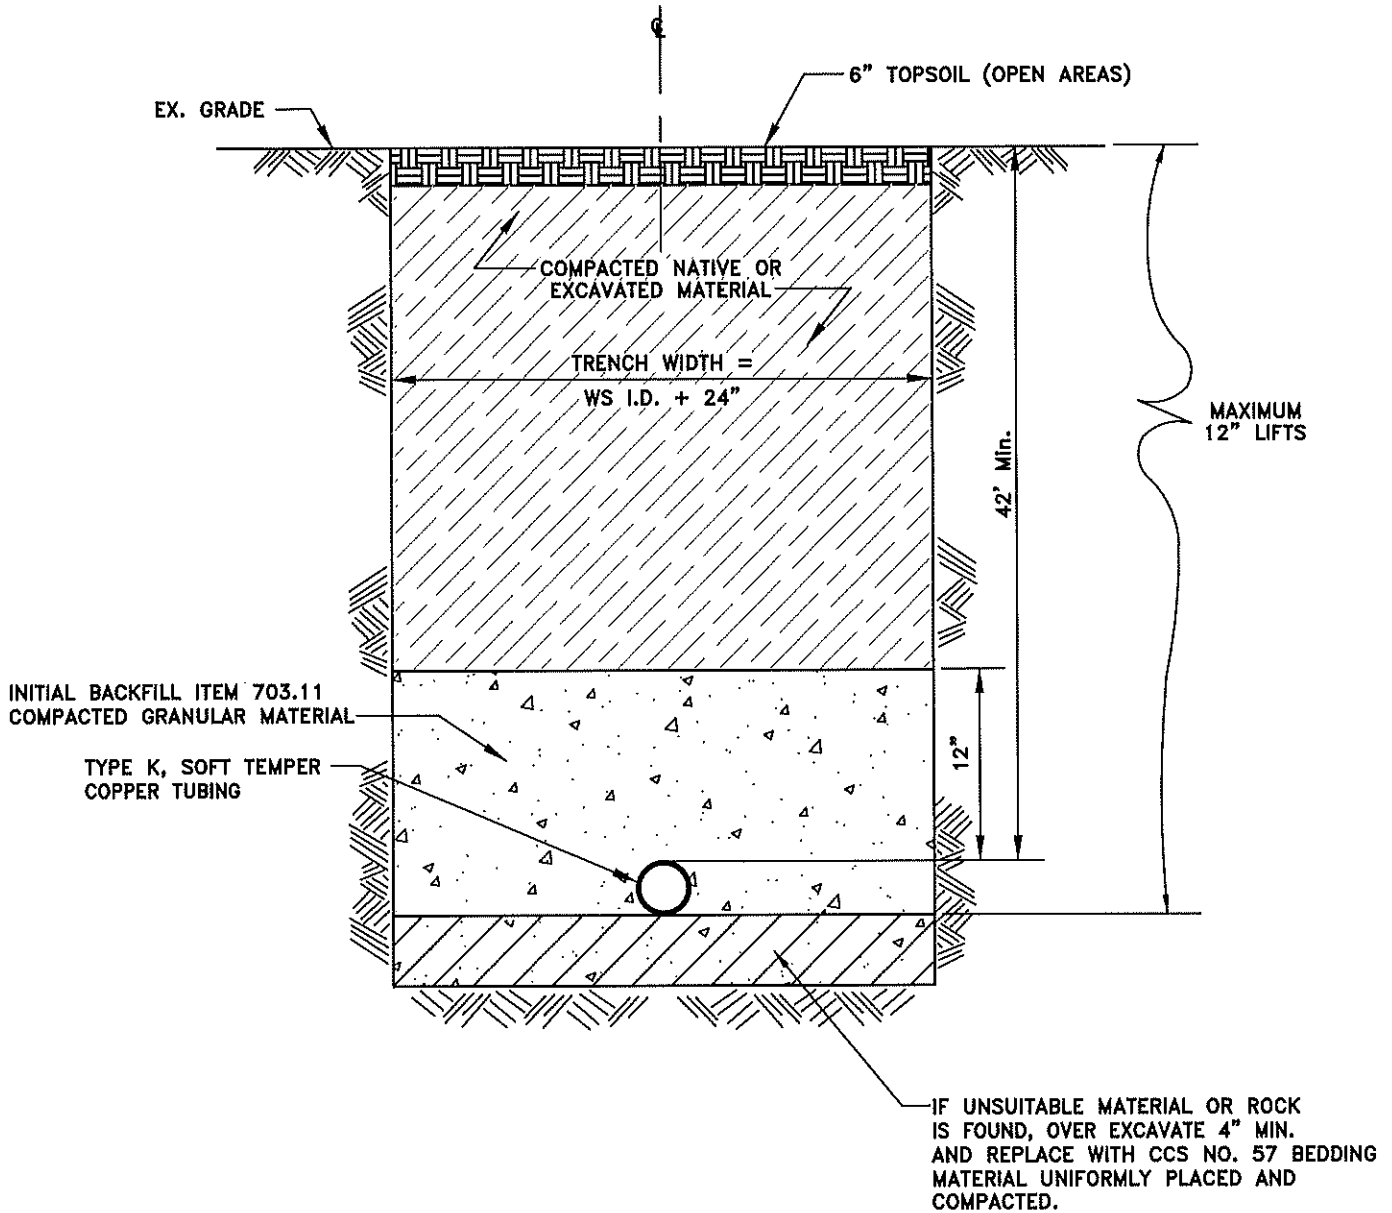 ℄
6" TOPSOIL (OPEN AREAS)
EX. GRADE
COMPACTED NATIVE OR
EXCAVATED MATERIAL
TRENCH WIDTH =
WS I.D. + 24"
42' Min.
MAXIMUM
12" LIFTS
INITIAL BACKFILL ITEM 703.11
COMPACTED GRANULAR MATERIAL
12"
TYPE K, SOFT TEMPER
COPPER TUBING
IF UNSUITABLE MATERIAL OR ROCK
IS FOUND, OVER EXCAVATE 4" MIN.
AND REPLACE WITH CCS NO. 57 BEDDING
MATERIAL UNIFORMLY PLACED AND
COMPACTED.